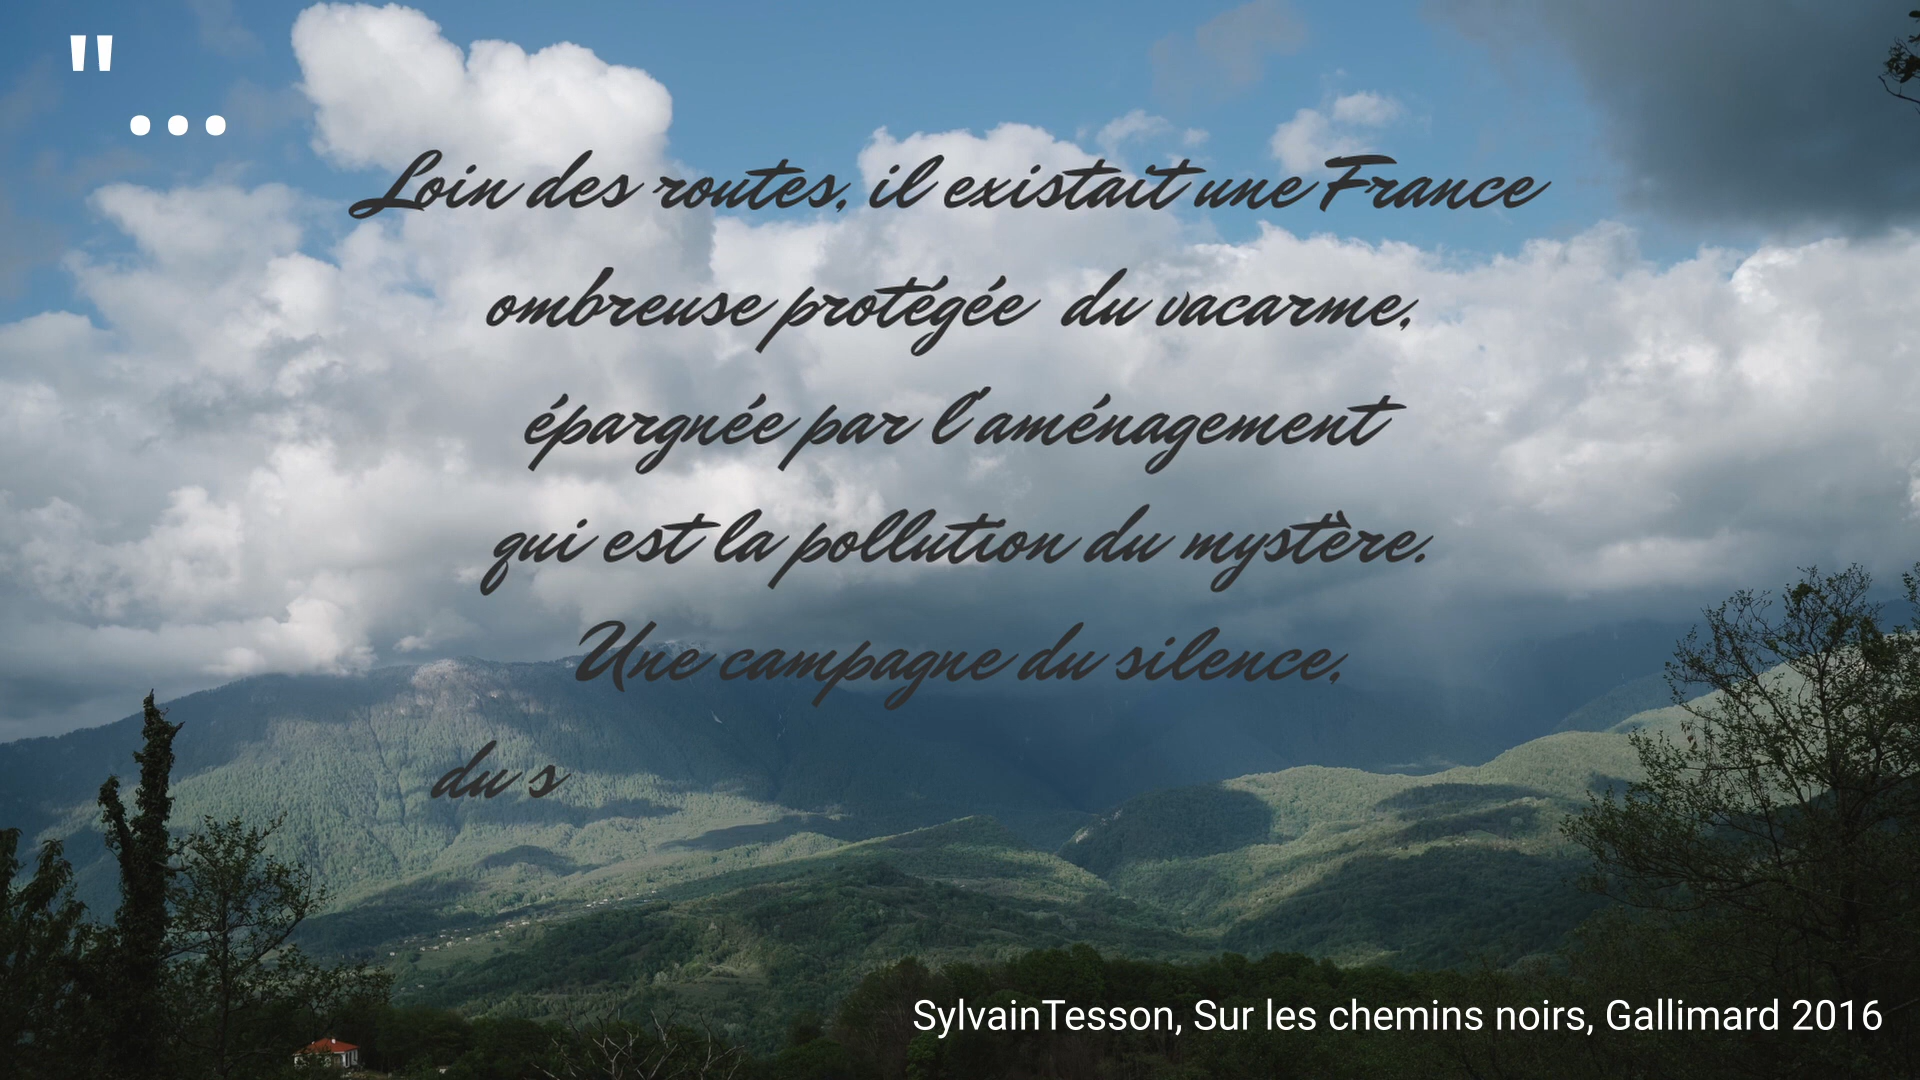 "...
Loin des routes, il existait une France
ombreuse protégée du vacarme,
épargnée par l'aménagement
qui est la pollution du mystère.
Une campagne du silence,
du s
SylvainTesson, Sur les chemins noirs, Gallimard 2016